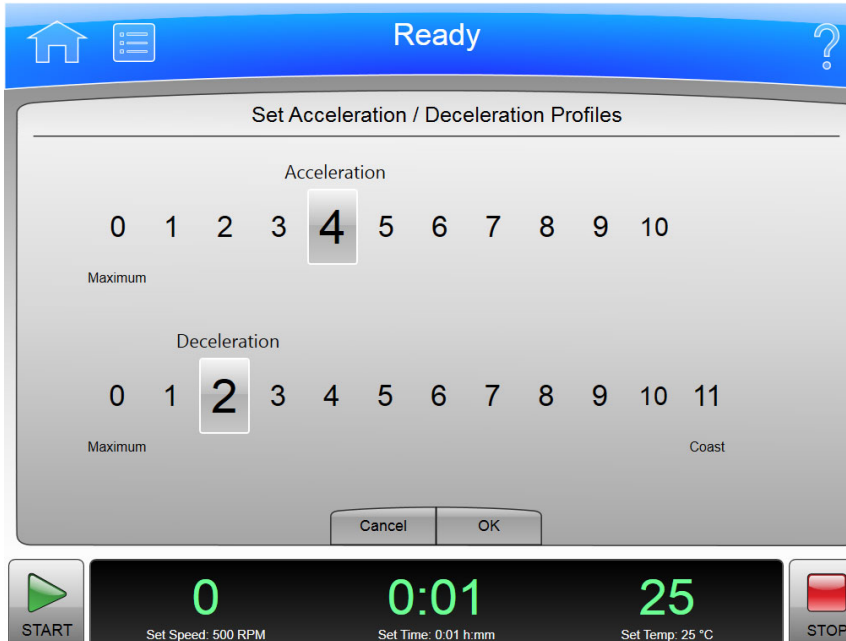 Ready
?
Set Acceleration / Deceleration Profiles
Acceleration
0 1 2 3 4 5 6 7 8 9 10
Maximum
Deceleration
0 1 2 3 4 5 6 7 8 9 10 11
Maximum Coast
Cancel OK
0 0:01 25
START Set Speed: 500 RPM Set Time: 0:01 h:mm Set Temp: 25 °C STOP